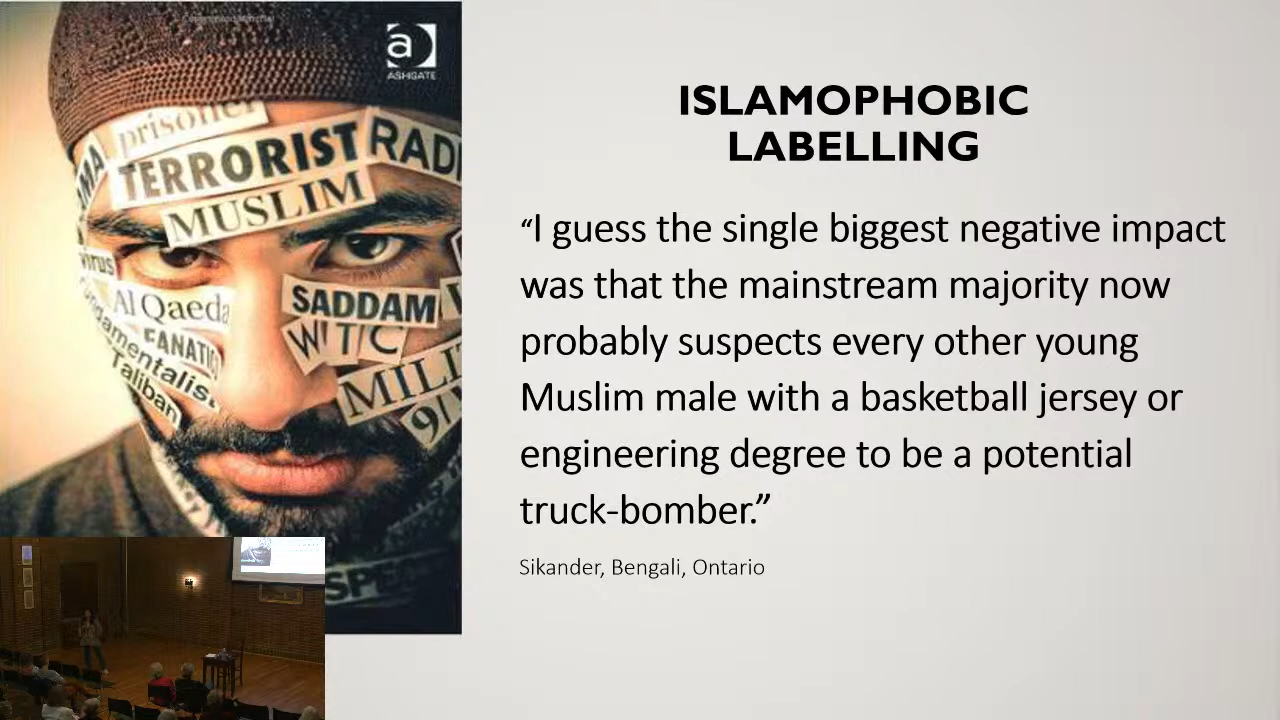 a
ASHGATE
prisoner
TERRORIST
MUSLIM
virus
Al Qaeda
SADDAM
WTC
Taliban
ISLAMOPHOBIC
LABELLING
“I guess the single biggest negative impact
was that the mainstream majority now
probably suspects every other young
Muslim male with a basketball jersey or
engineering degree to be a potential
truck-bomber.”
Sikander, Bengali, Ontario